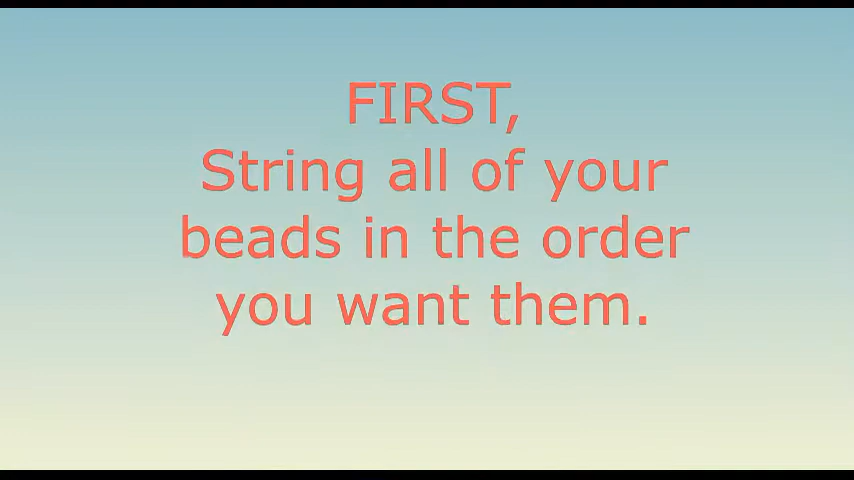 FIRST,
String all of your
beads in the order
you want them.